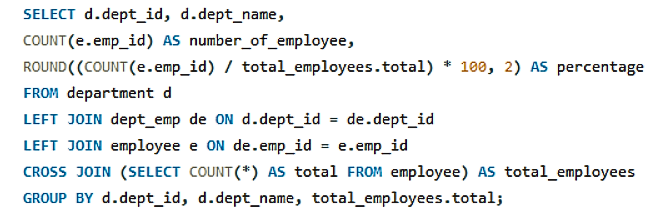 SELECT d.dept_id, d.dept_name,
COUNT(e.emp_id) AS number_of_employee,
ROUND((COUNT(e.emp_id) / total_employees.total) * 100, 2) AS percentage
FROM department d
LEFT JOIN dept_emp de ON d.dept_id = de.dept_id
LEFT JOIN employee e ON de.emp_id = e.emp_id
CROSS JOIN (SELECT COUNT(*) AS total FROM employee) AS total_employees
GROUP BY d.dept_id, d.dept_name, total_employees.total;